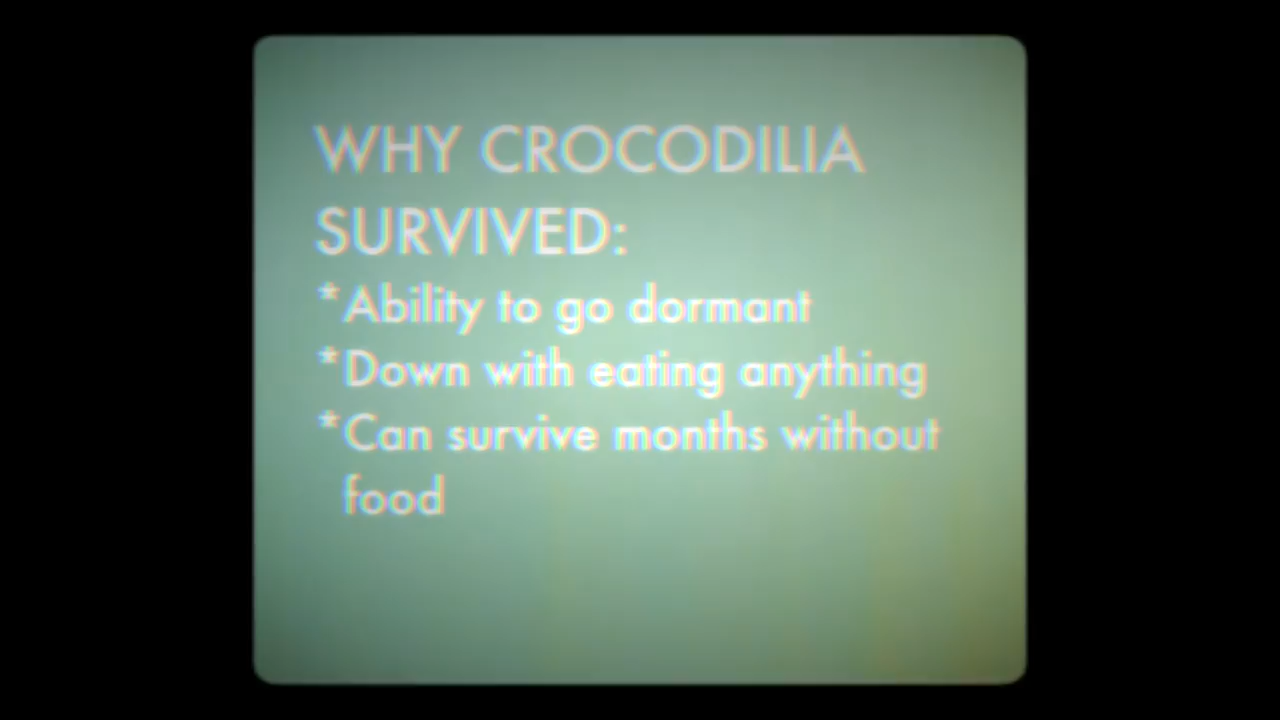 WHY CROCODILIA
SURVIVED:
*Ability to go dormant
*Down with eating anything
*Can survive months without
food